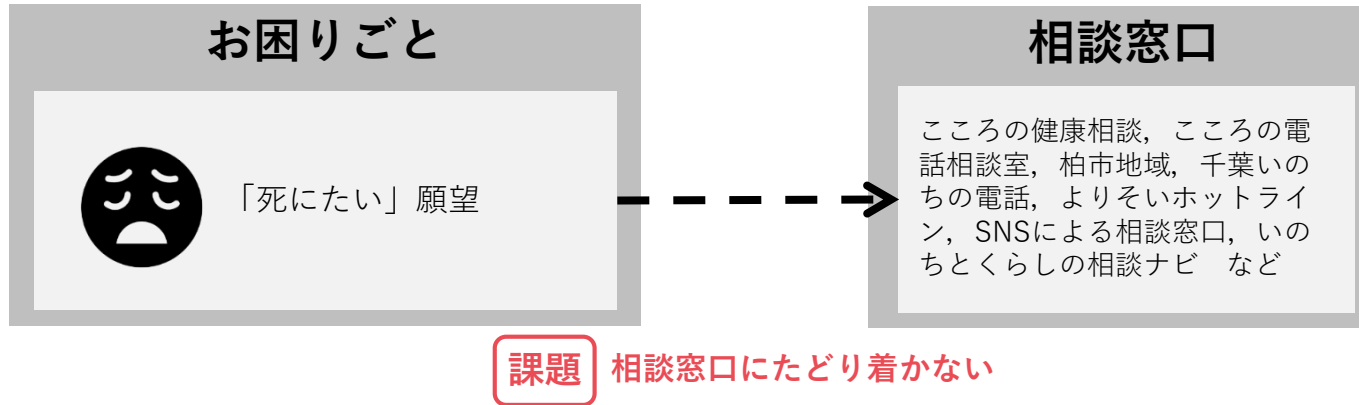 お困りごと
「死にたい」願望
相談窓口
こころの健康相談，こころの電
話相談室，柏市地域，千葉いの
ちの電話，よりそいホットライ
ン，SNSによる相談窓口，いの
ちとくらしの相談ナビ　など
課題 相談窓口にたどり着かない